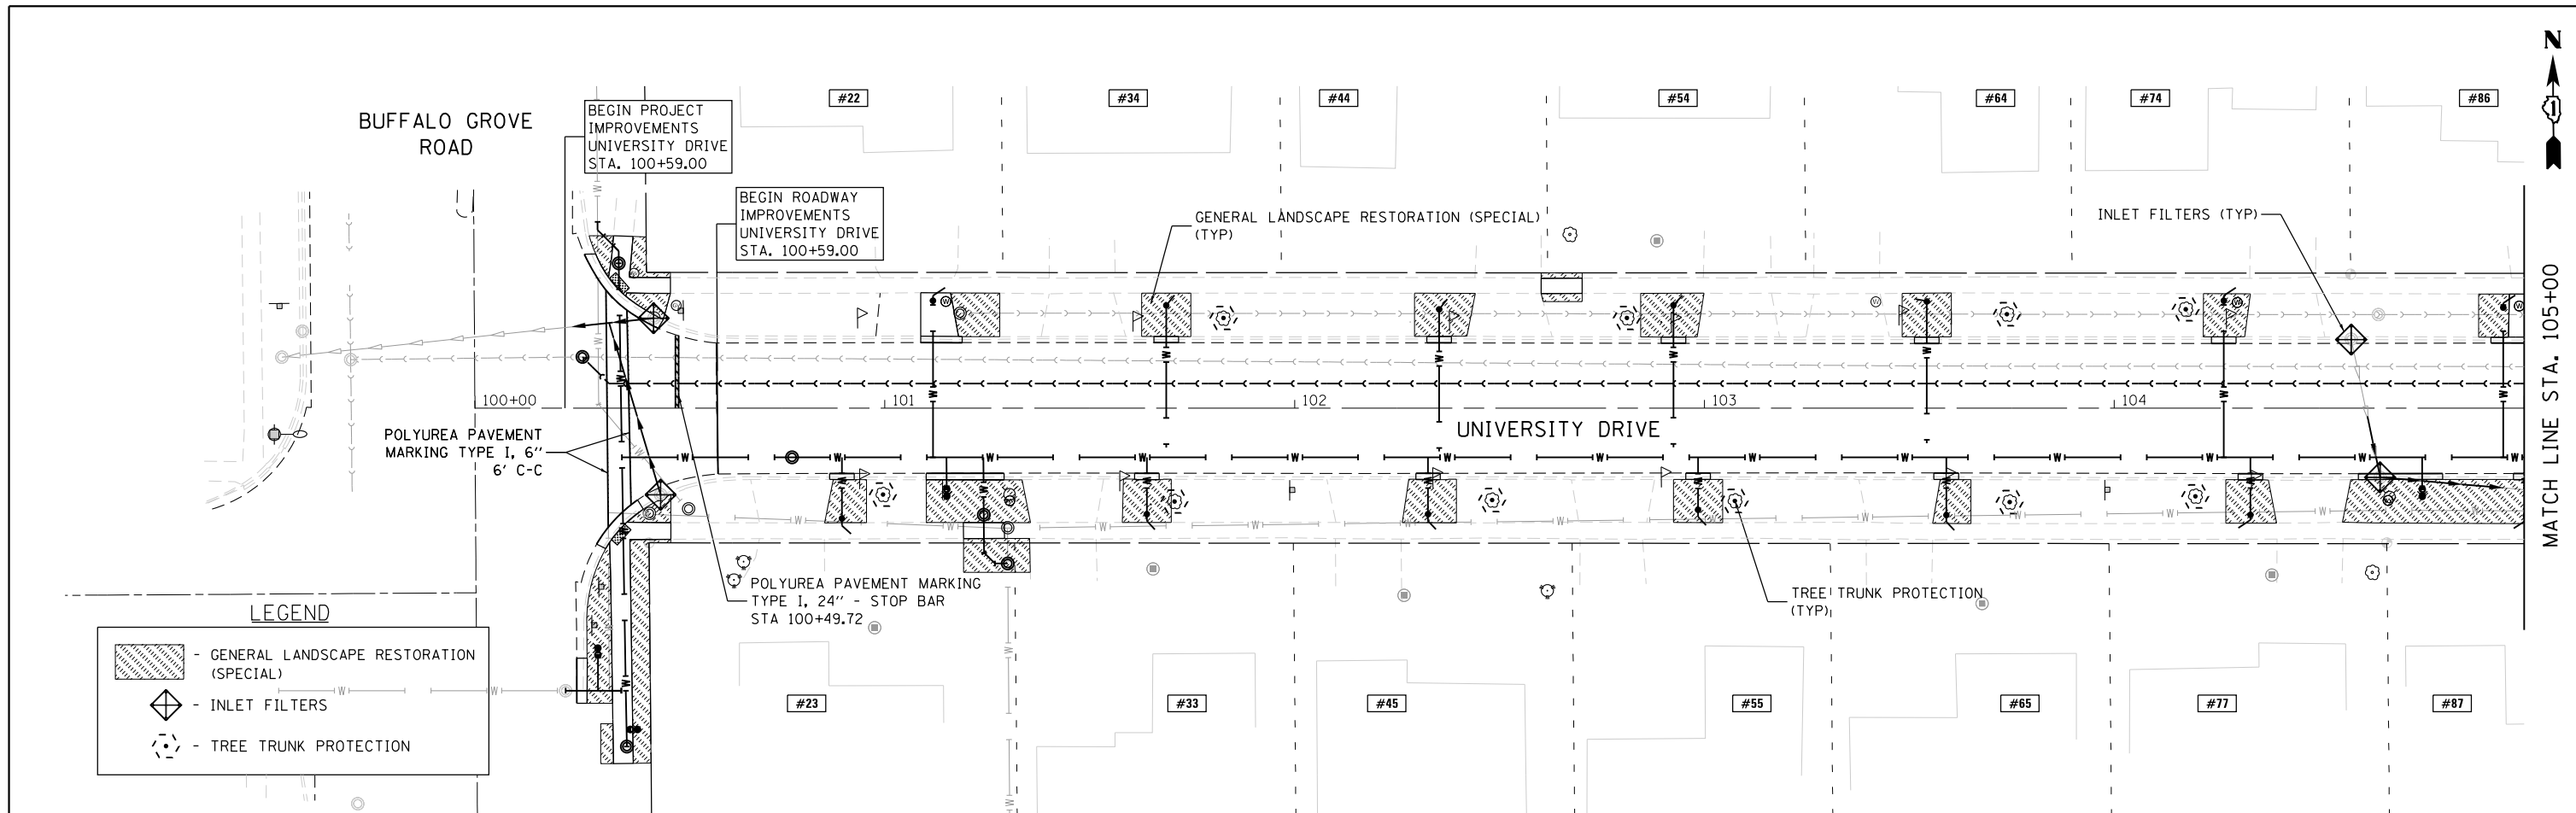 N
1
#22
#34
#44
#54
#64
#74
#86
BUFFALO GROVE
ROAD
BEGIN PROJECT
IMPROVEMENTS
UNIVERSITY DRIVE
STA. 100+59.00
BEGIN ROADWAY
IMPROVEMENTS
UNIVERSITY DRIVE
STA. 100+59.00
GENERAL LANDSCAPE RESTORATION (SPECIAL)
(TYP)
INLET FILTERS (TYP)
MATCH LINE STA. 105+00
100+00
101
102
103
104
UNIVERSITY DRIVE
POLYUREA PAVEMENT
MARKING TYPE I, 6"
6' C-C
POLYUREA PAVEMENT MARKING
TYPE I, 24" - STOP BAR
STA 100+49.72
TREE TRUNK PROTECTION
(TYP)
LEGEND
- GENERAL LANDSCAPE RESTORATION
(SPECIAL)
- INLET FILTERS
- TREE TRUNK PROTECTION
#23
#33
#45
#55
#65
#77
#87